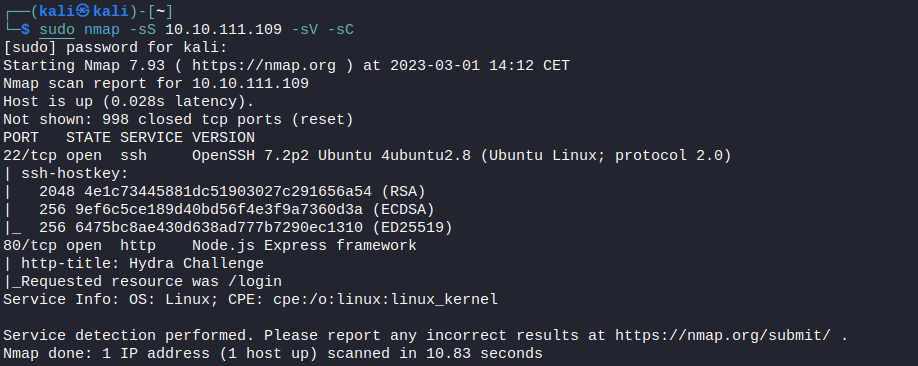 ┌──(kali㉿kali)-[~]
└─$ sudo nmap -sS 10.10.111.109 -sV -sC
[sudo] password for kali:
Starting Nmap 7.93 ( https://nmap.org ) at 2023-03-01 14:12 CET
Nmap scan report for 10.10.111.109
Host is up (0.028s latency).
Not shown: 998 closed tcp ports (reset)
PORT   STATE SERVICE VERSION
22/tcp open  ssh     OpenSSH 7.2p2 Ubuntu 4ubuntu2.8 (Ubuntu Linux; protocol 2.0)
| ssh-hostkey:
|   2048 4e1c73445881dc51903027c291656a54 (RSA)
|   256 9ef6c5ce189d40bd56f4e3f9a7360d3a (ECDSA)
|_  256 6475bc8ae430d638ad777b7290ec1310 (ED25519)
80/tcp open  http    Node.js Express framework
| http-title: Hydra Challenge
|_Requested resource was /login
Service Info: OS: Linux; CPE: cpe:/o:linux:linux_kernel

Service detection performed. Please report any incorrect results at https://nmap.org/submit/ .
Nmap done: 1 IP address (1 host up) scanned in 10.83 seconds